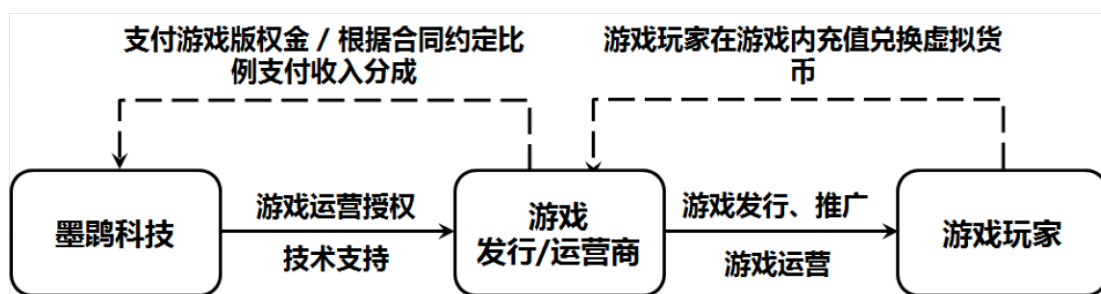 支付游戏版权金 / 根据合同约定比
例支付收入分成
游戏玩家在游戏内充值兑换虚拟货
币
墨鹍科技
游戏运营授权
技术支持
游戏
发行/运营商
游戏发行、推广
游戏运营
游戏玩家